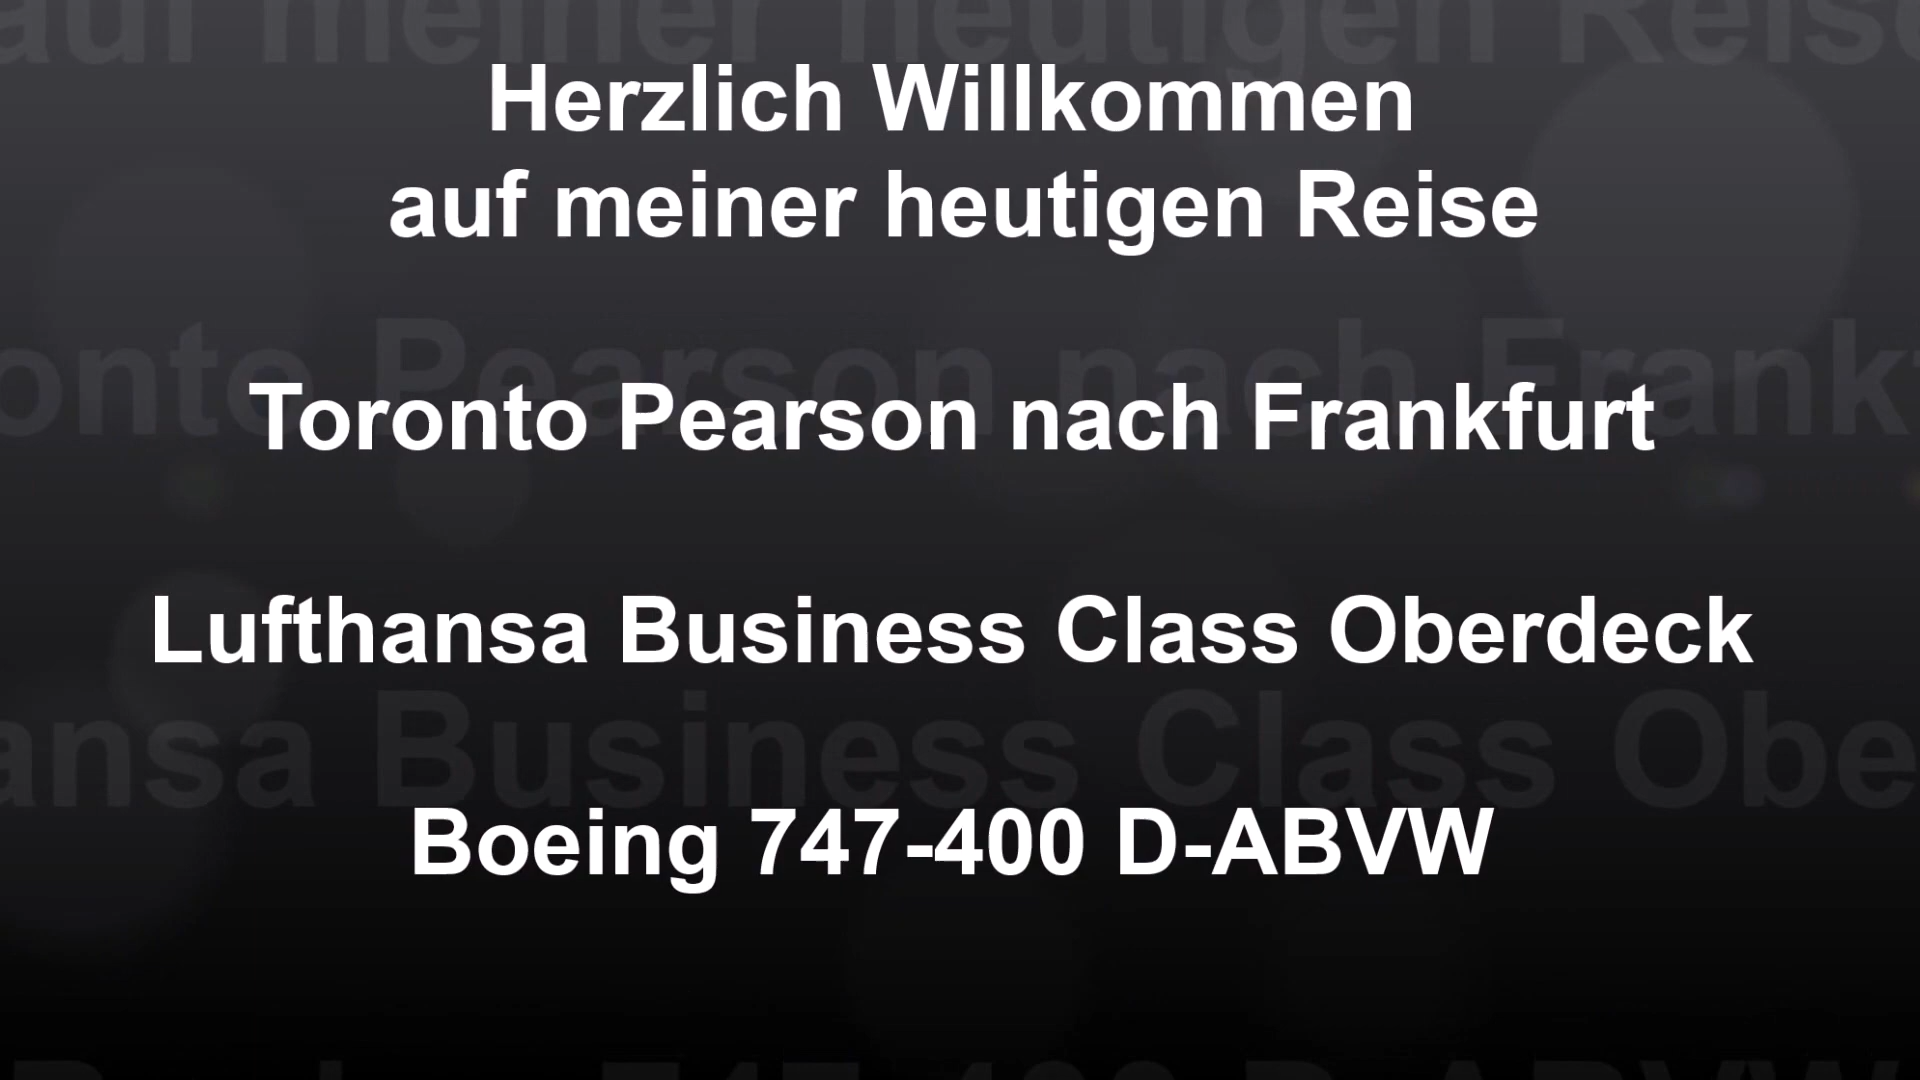 Herzlich Willkommen
auf meiner heutigen Reise
Toronto Pearson nach Frankfurt
Lufthansa Business Class Oberdeck
Boeing 747-400 D-ABVW